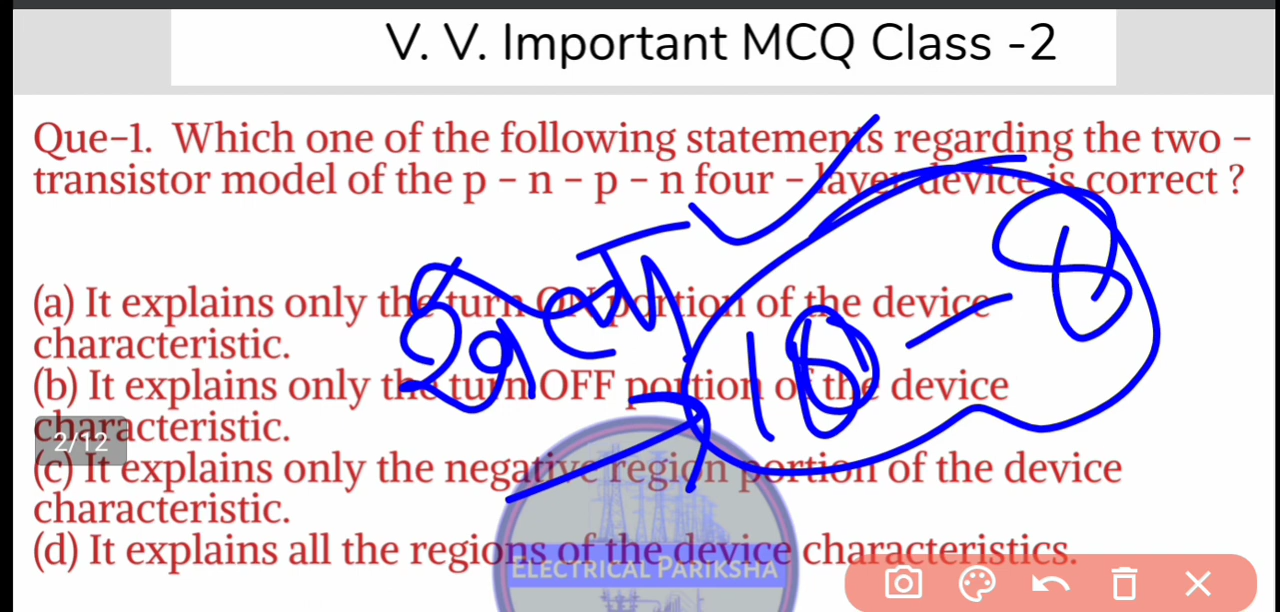 V. V. Important MCQ Class -2
Que-1. Which one of the following statements regarding the two -
transistor model of the p - n - p - n four - layer device is correct ?
(a) It explains only the turn ON portion of the device
characteristic.
(b) It explains only the turn OFF portion of the device
characteristic.
2/12
(c) It explains only the negative region portion of the device
characteristic.
(d) It explains all the regions of the device characteristics.
ELECTRICAL PARIKSHA